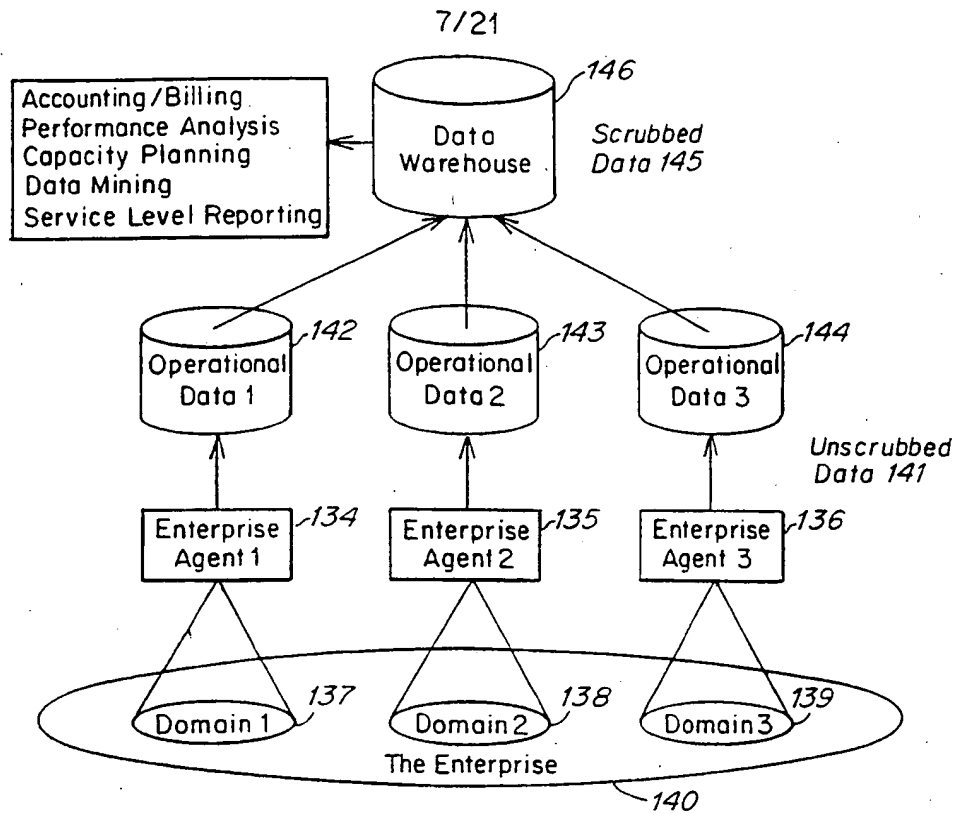 7/21
146
Accounting/Billing
Performance Analysis
Capacity Planning
Data Mining
Service Level Reporting
Data
Warehouse
Scrubbed
Data 145
142
143
144
Operational
Data 1
Operational
Data 2
Operational
Data 3
Unscrubbed
Data 141
134
135
136
Enterprise
Agent 1
Enterprise
Agent 2
Enterprise
Agent 3
137
138
139
Domain 1
Domain 2
Domain 3
The Enterprise
140